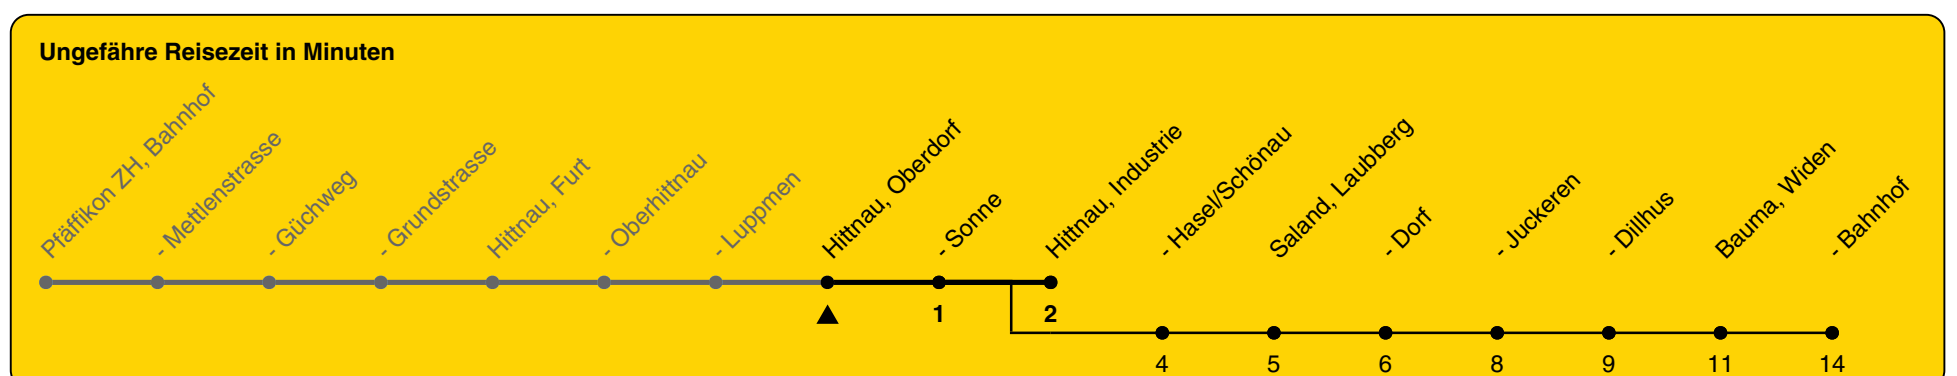 Ungefähre Reisezeit in Minuten
Pfäffikon ZH, Bahnhof
- Mettlenstrasse
- Güchweg
- Grundstrasse
Hittnau, Furt
- Oberhittnau
- Luppmen
Hittnau, Oberdorf
- Sonne
Hittnau, Industrie
- Hasel/Schönau
Saland, Laubberg
- Dorf
- Juckeren
- Dillhus
Bauma, Widen
- Bahnhof
1 2
4 5 6 8 9 11 14